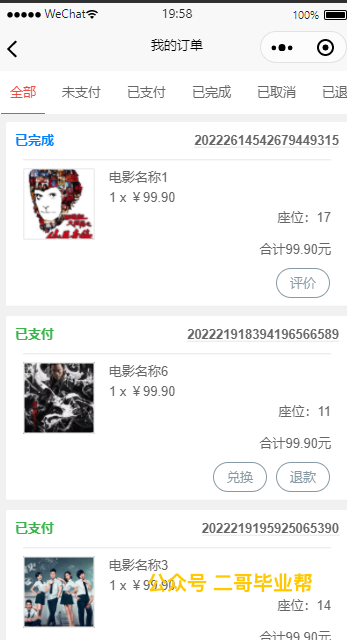 WeChat 19:58 100%
我的订单
全部 未支付 已支付 已完成 已取消 已退
已完成 20222614542679449315
电影名称1
1 x ￥99.90
座位：17
合计99.90元
评价
已支付 202221918394196566589
电影名称6
1 x ￥99.90
座位：11
合计99.90元
兑换 退款
已支付 2022219195925065390
电影名称3
1 x ￥99.90
公众号 二哥毕业帮
座位：14
合计99.90元